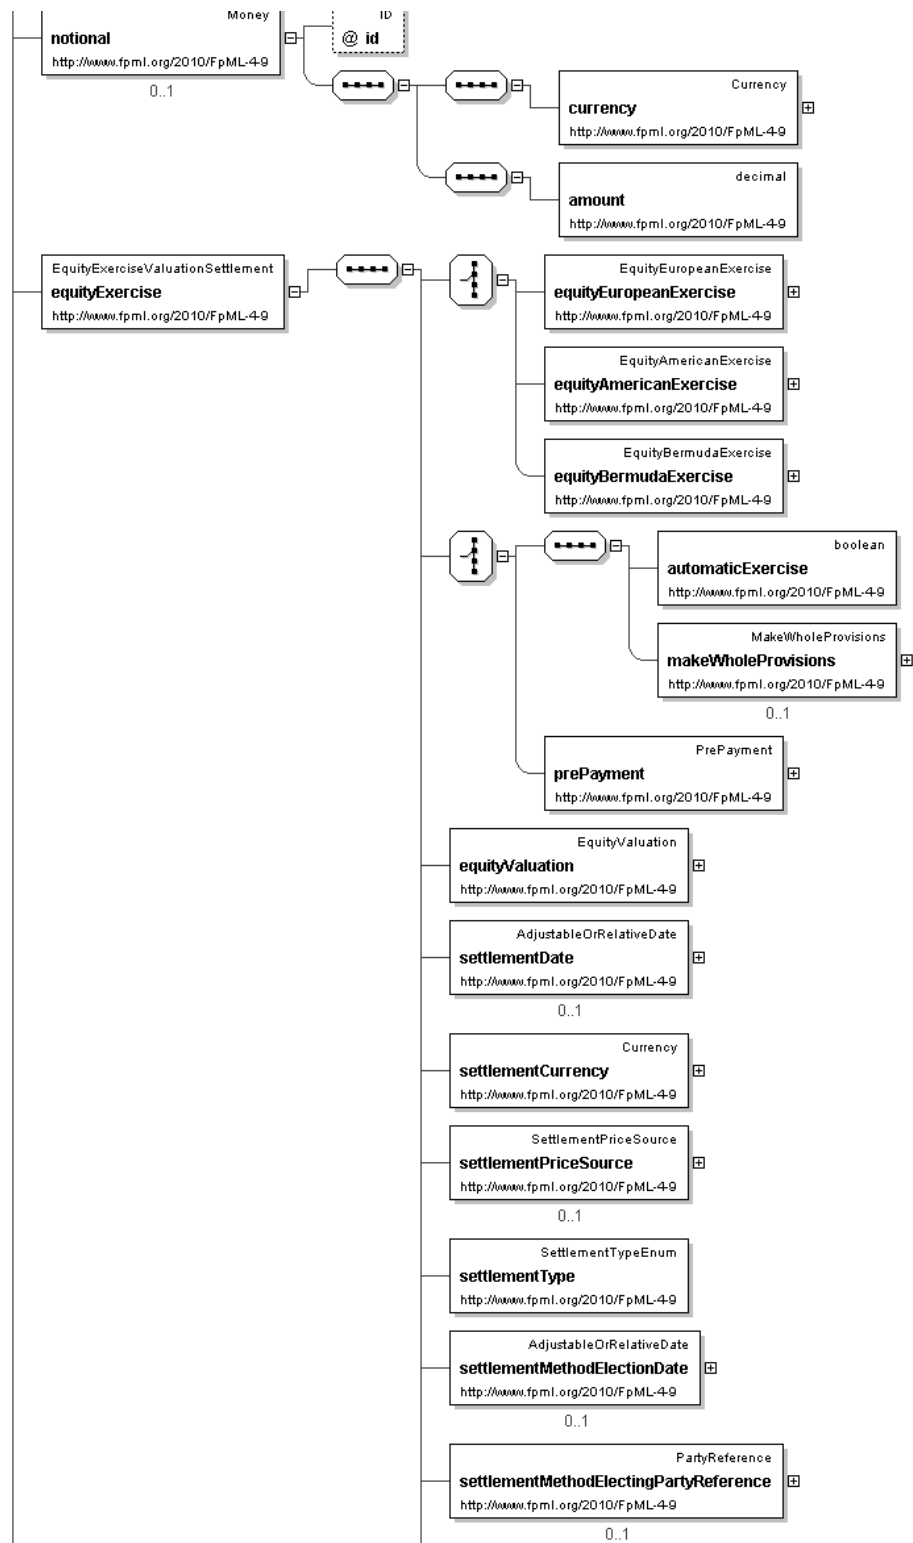 Money
notional
http://www.fpml.org/2010/FpML-4-9
0..1
ID
@ id
Currency
currency
http://www.fpml.org/2010/FpML-4-9
decimal
amount
http://www.fpml.org/2010/FpML-4-9
EquityExerciseValuationSettlement
equityExercise
http://www.fpml.org/2010/FpML-4-9
EquityEuropeanExercise
equityEuropeanExercise
http://www.fpml.org/2010/FpML-4-9
EquityAmericanExercise
equityAmericanExercise
http://www.fpml.org/2010/FpML-4-9
EquityBermudaExercise
equityBermudaExercise
http://www.fpml.org/2010/FpML-4-9
boolean
automaticExercise
http://www.fpml.org/2010/FpML-4-9
MakeWholeProvisions
makeWholeProvisions
http://www.fpml.org/2010/FpML-4-9
0..1
PrePayment
prePayment
http://www.fpml.org/2010/FpML-4-9
EquityValuation
equityValuation
http://www.fpml.org/2010/FpML-4-9
AdjustableOrRelativeDate
settlementDate
http://www.fpml.org/2010/FpML-4-9
0..1
Currency
settlementCurrency
http://www.fpml.org/2010/FpML-4-9
SettlementPriceSource
settlementPriceSource
http://www.fpml.org/2010/FpML-4-9
0..1
SettlementTypeEnum
settlementType
http://www.fpml.org/2010/FpML-4-9
AdjustableOrRelativeDate
settlementMethodElectionDate
http://www.fpml.org/2010/FpML-4-9
0..1
PartyReference
settlementMethodElectingPartyReference
http://www.fpml.org/2010/FpML-4-9
0..1